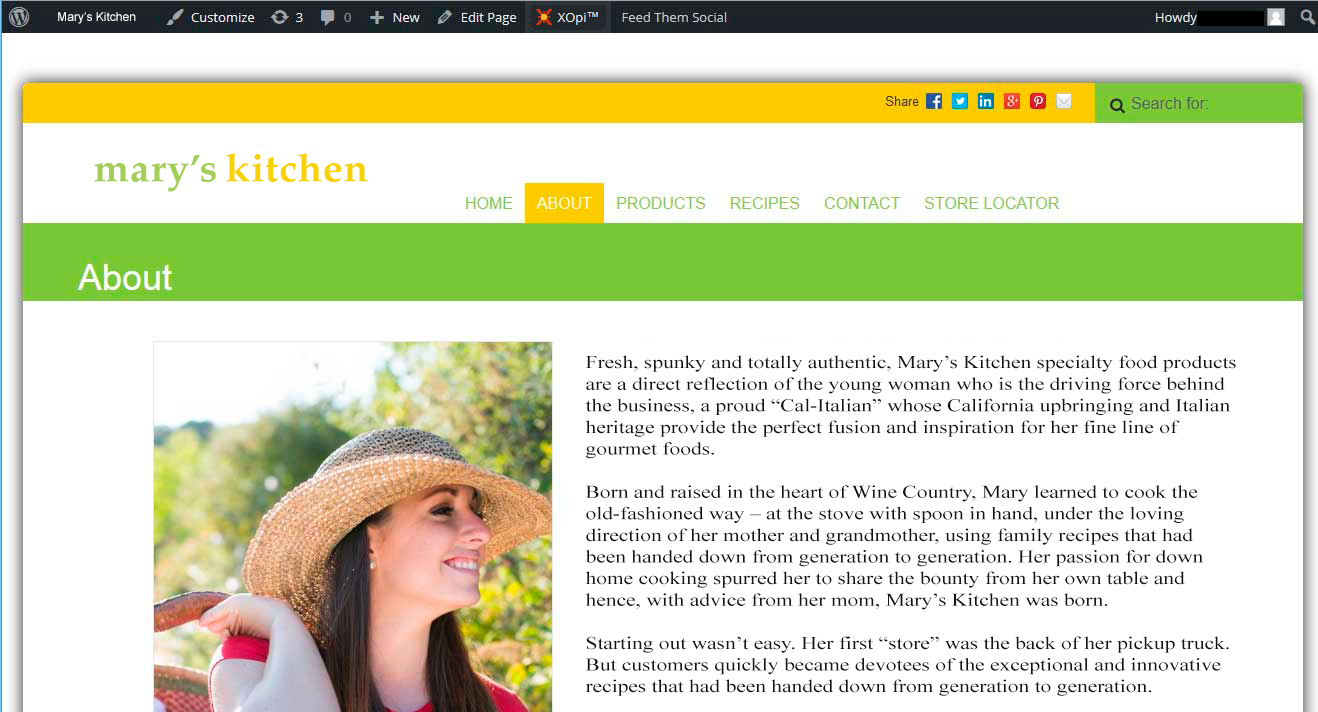 Mary's Kitchen Customize 3 0 New Edit Page XOpi™ Feed Them Social Howdy
Share Search for:
mary’s kitchen
HOME ABOUT PRODUCTS RECIPES CONTACT STORE LOCATOR
About
Fresh, spunky and totally authentic, Mary’s Kitchen specialty food products
are a direct reflection of the young woman who is the driving force behind
the business, a proud “Cal-Italian” whose California upbringing and Italian
heritage provide the perfect fusion and inspiration for her fine line of
gourmet foods.
Born and raised in the heart of Wine Country, Mary learned to cook the
old-fashioned way – at the stove with spoon in hand, under the loving
direction of her mother and grandmother, using family recipes that had
been handed down from generation to generation. Her passion for down
home cooking spurred her to share the bounty from her own table and
hence, with advice from her mom, Mary’s Kitchen was born.
Starting out wasn’t easy. Her first “store” was the back of her pickup truck.
But customers quickly became devotees of the exceptional and innovative
recipes that had been handed down from generation to generation.